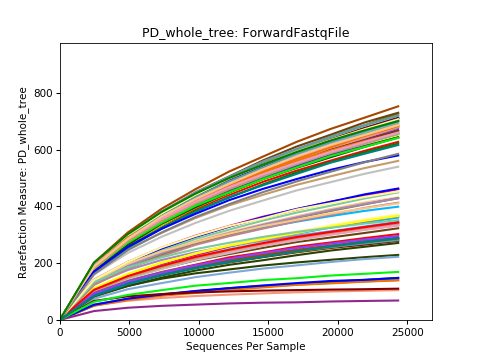 PD_whole_tree: ForwardFastqFile
Rarefaction Measure: PD_whole_tree
800
600
400
200
0
0 5000 10000 15000 20000 25000
Sequences Per Sample